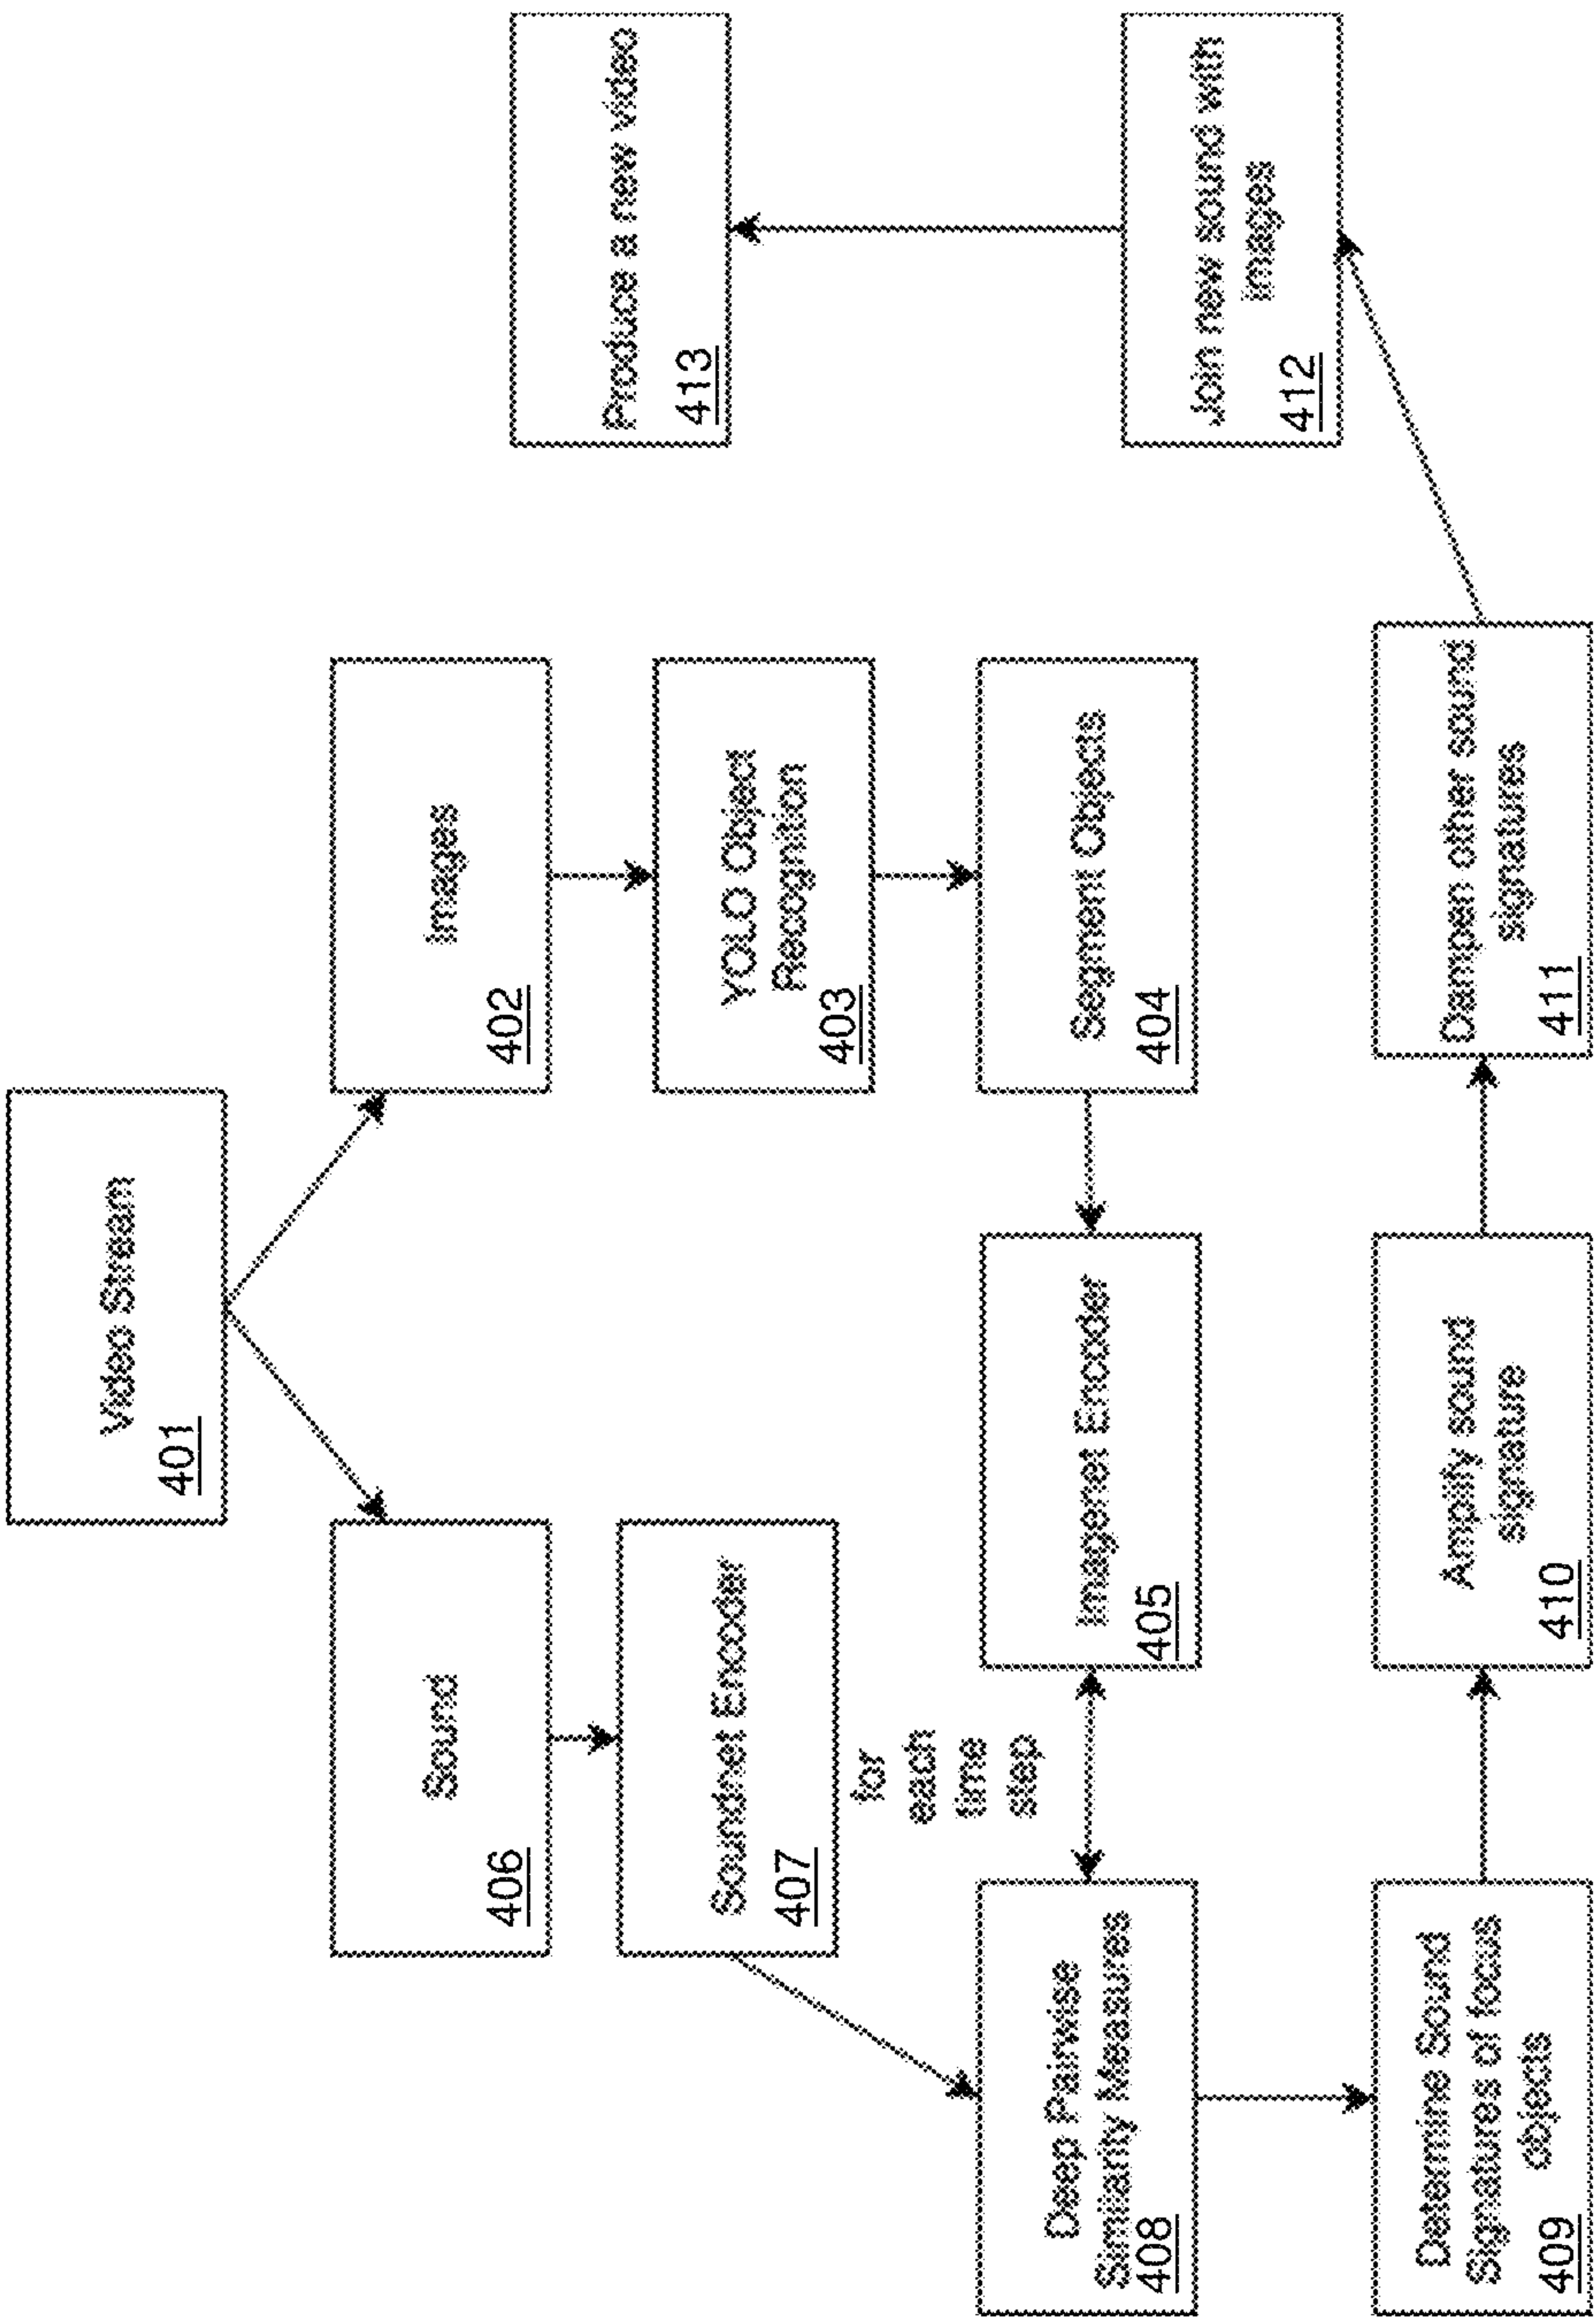 Video Stream
401
Sound
406
Images
402
Soundnet Encoder
407
YOLO Object
Recognition
403
for
each
time
step
Deep Pairwise
Similarity Measures
408
Imagenet Encoder
405
Segment Objects
404
Determine Sound
Signatures of focus
objects
409
Amplify sound
signature
410
Dampen other sound
signatures
411
Join new sound with
images
412
Produce a new video
413